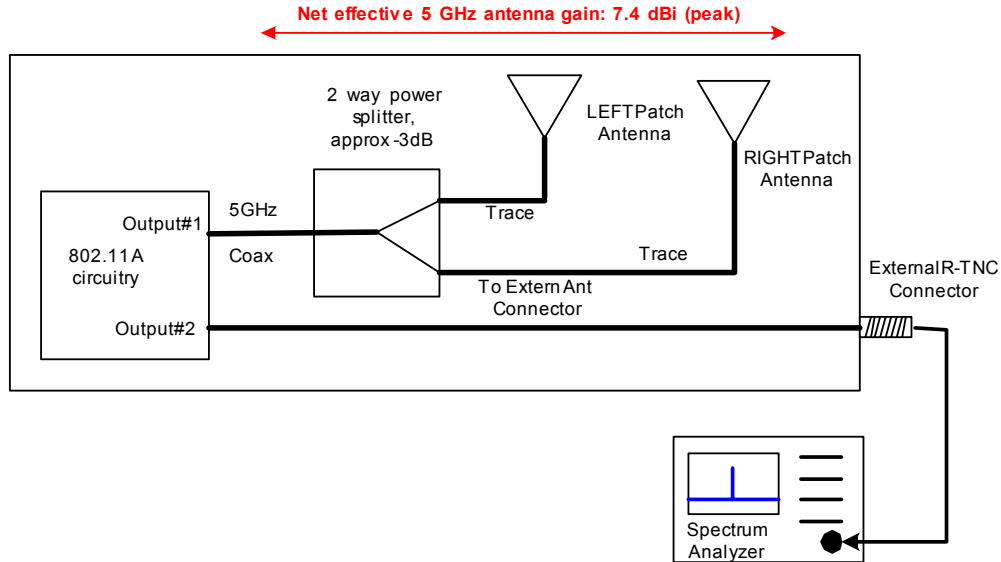 Net effective 5 GHz antenna gain: 7.4 dBi (peak)
2 way power
splitter,
approx -3dB
LEFTPatch
Antenna
RIGHTPatch
Antenna
Output#1
5GHz
Coax
Trace
Trace
802.11A
circuitry
To Extern Ant
Connector
ExternalR-TNC
Connector
Output#2
Spectrum
Analyzer